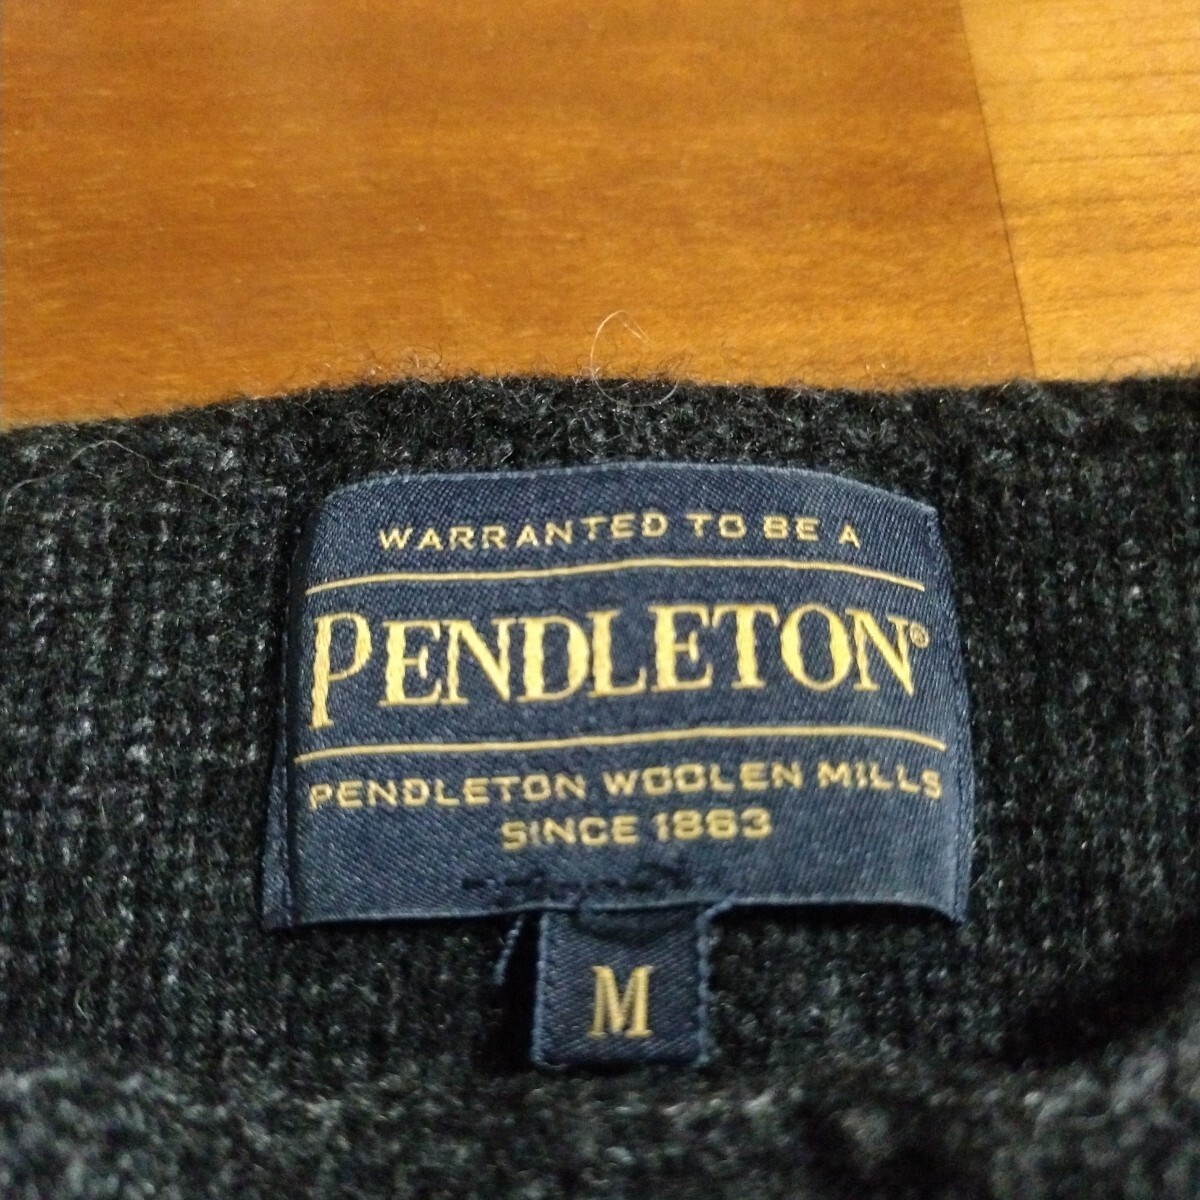 WARRANTED TO BE A
PENDLETON®
PENDLETON WOOLEN MILLS
SINCE 1863
M